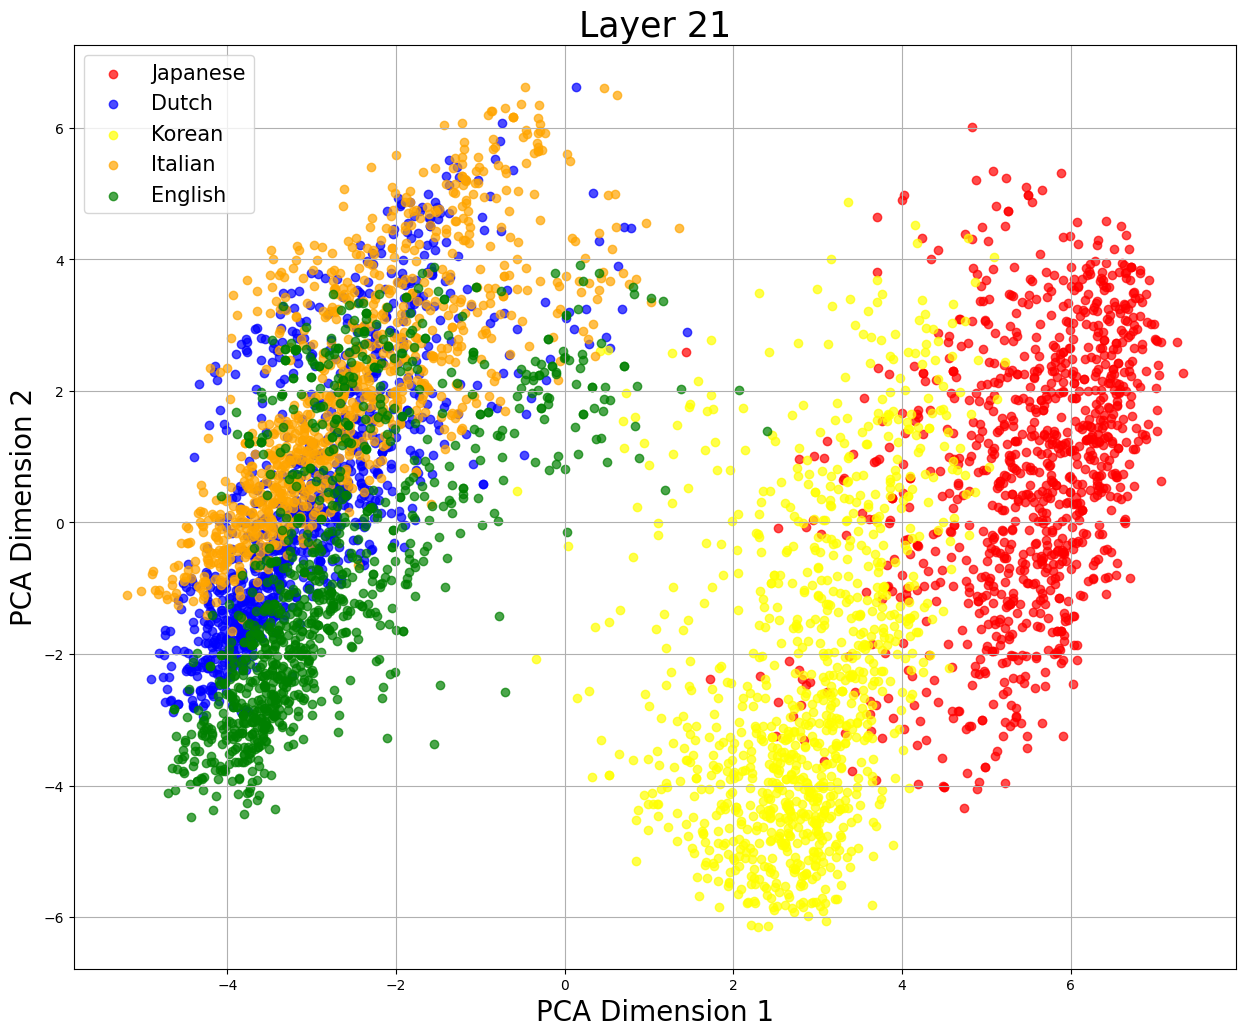 Layer 21
Japanese
Dutch
Korean
Italian
English
PCA Dimension 2
6
4
2
0
−2
−4
−6
−4
−2
0
2
4
6
PCA Dimension 1